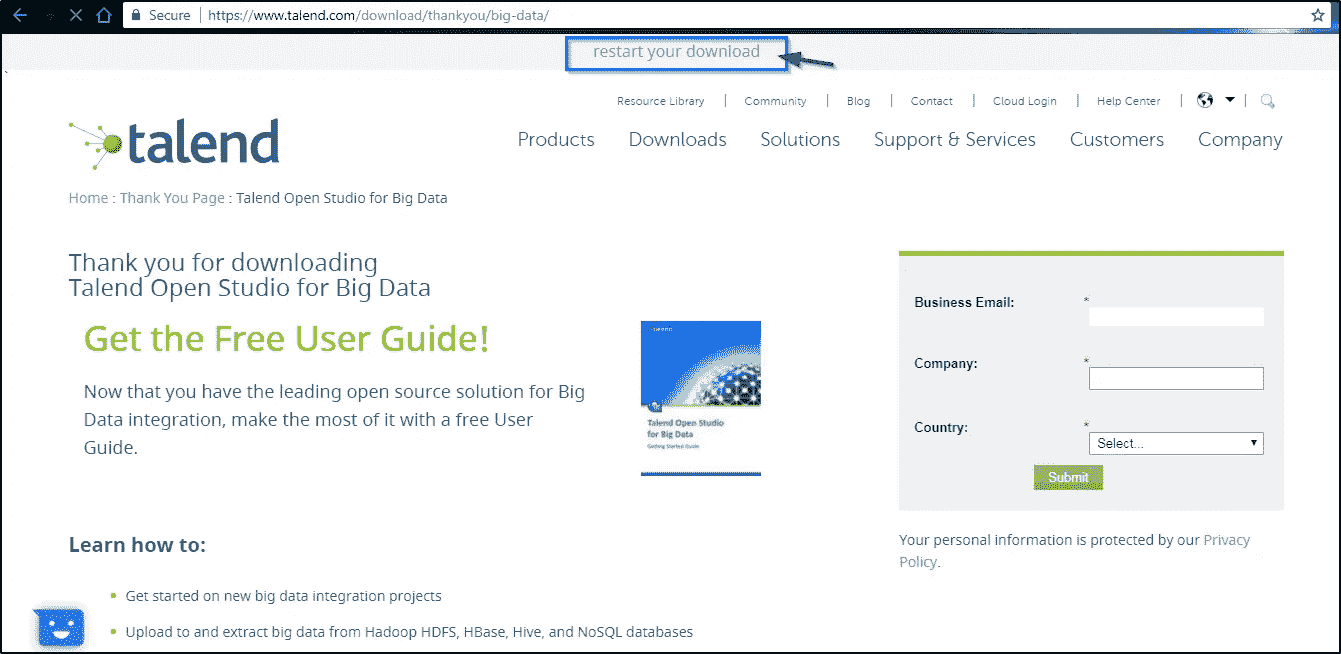 Secure | https://www.talend.com/download/thankyou/big-data/
restart your download
Resource Library | Community | Blog | Contact | Cloud Login | Help Center |
talend
Products Downloads Solutions Support & Services Customers Company
Home : Thank You Page : Talend Open Studio for Big Data
Thank you for downloading
Talend Open Studio for Big Data
Get the Free User Guide!
Now that you have the leading open source solution for Big
Data integration, make the most of it with a free User
Guide.
talend
Talend Open Studio
for Big Data
Getting Started Guide
Business Email: *
Company: *
Country: *
Select...
Submit
Your personal information is protected by our Privacy
Policy.
Learn how to:
• Get started on new big data integration projects
• Upload to and extract big data from Hadoop HDFS, HBase, Hive, and NoSQL databases